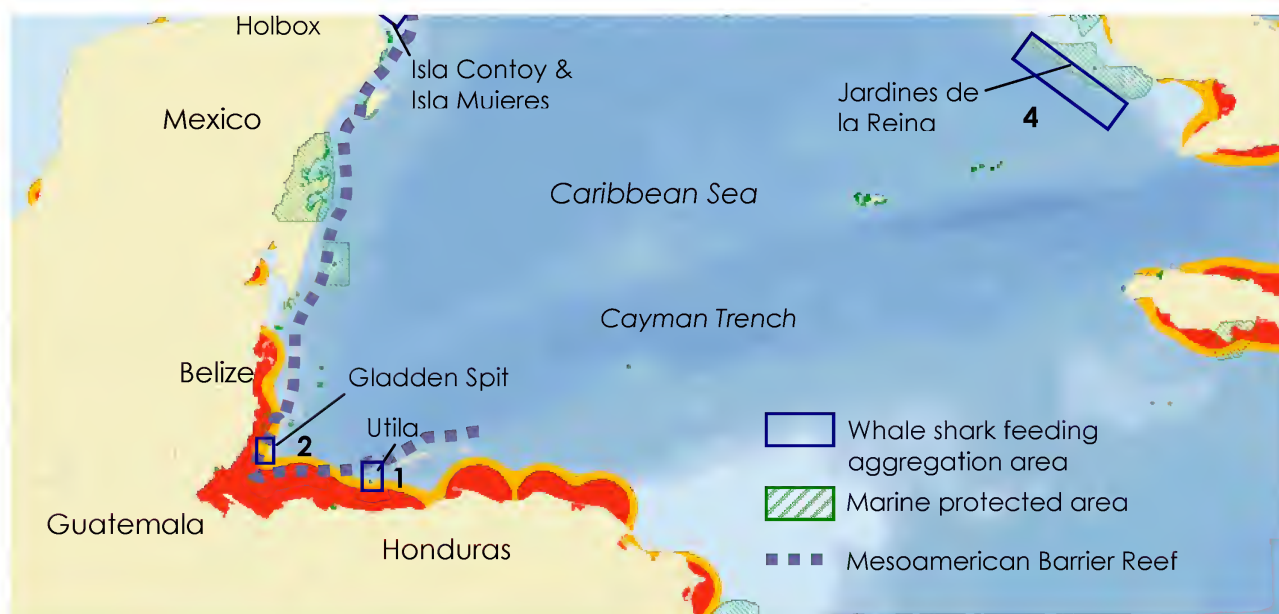 Holbox
Isla Contoy &
Isla Mujeres
Mexico
Jardines de
la Reina
4
Caribbean Sea
Cayman Trench
Belize
Gladden Spit
Utila
2
1
Guatemala
Honduras
Whale shark feeding
aggregation area
Marine protected area
Mesoamerican Barrier Reef